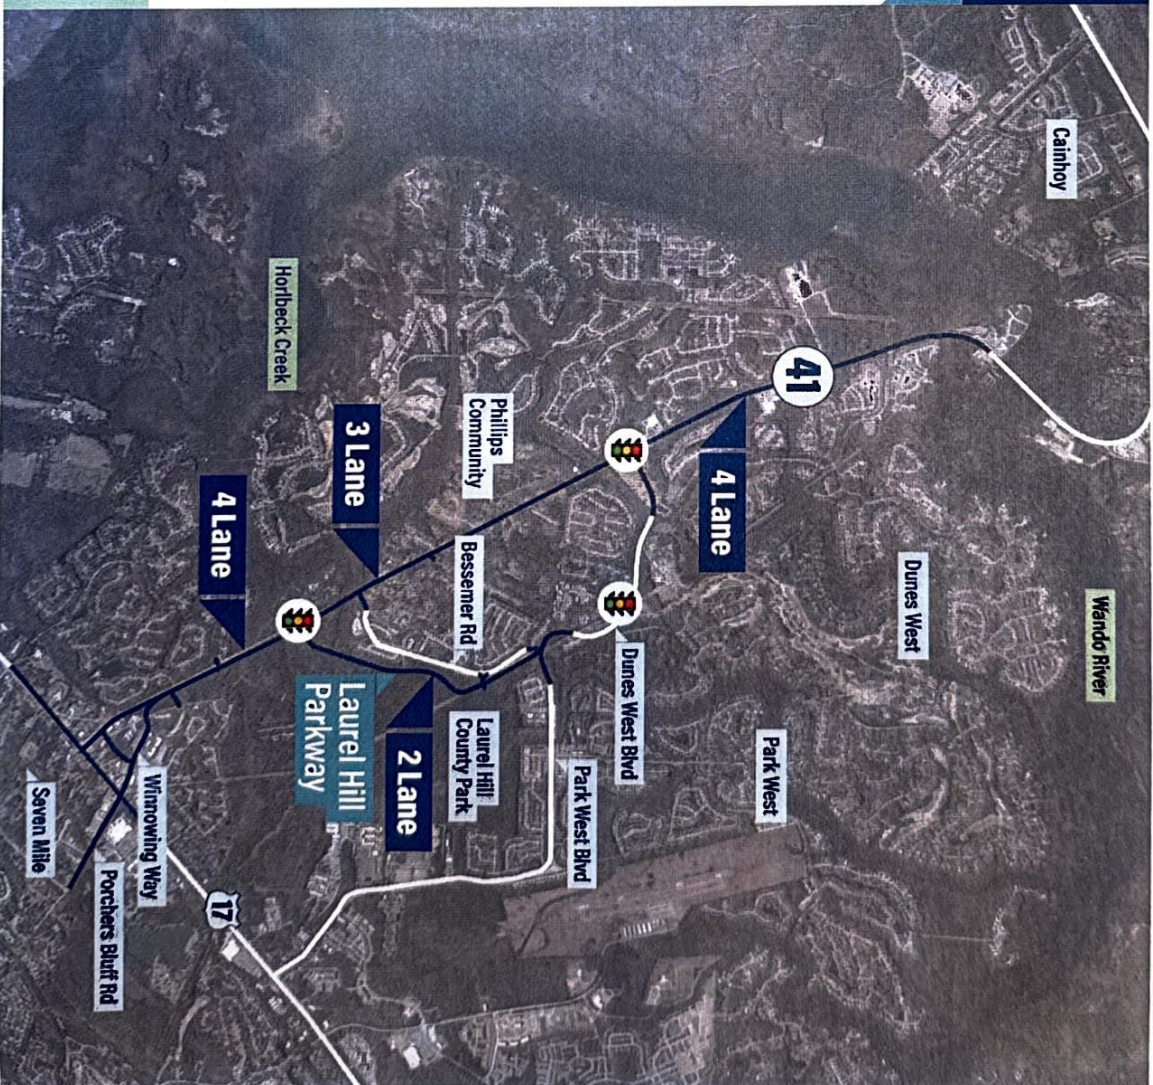 Wando River
Cainhoy
Dunes West
41
Park West
4 Lane
Dunes West Blvd
Park West Blvd
Phillips
Community
Laurel Hill
County Park
Bessemer Rd
2 Lane
3 Lane
Laurel Hill
Parkway
Horlbeck Creek
4 Lane
17
Winnowing Way
Porchers Bluff Rd
Seven Mile